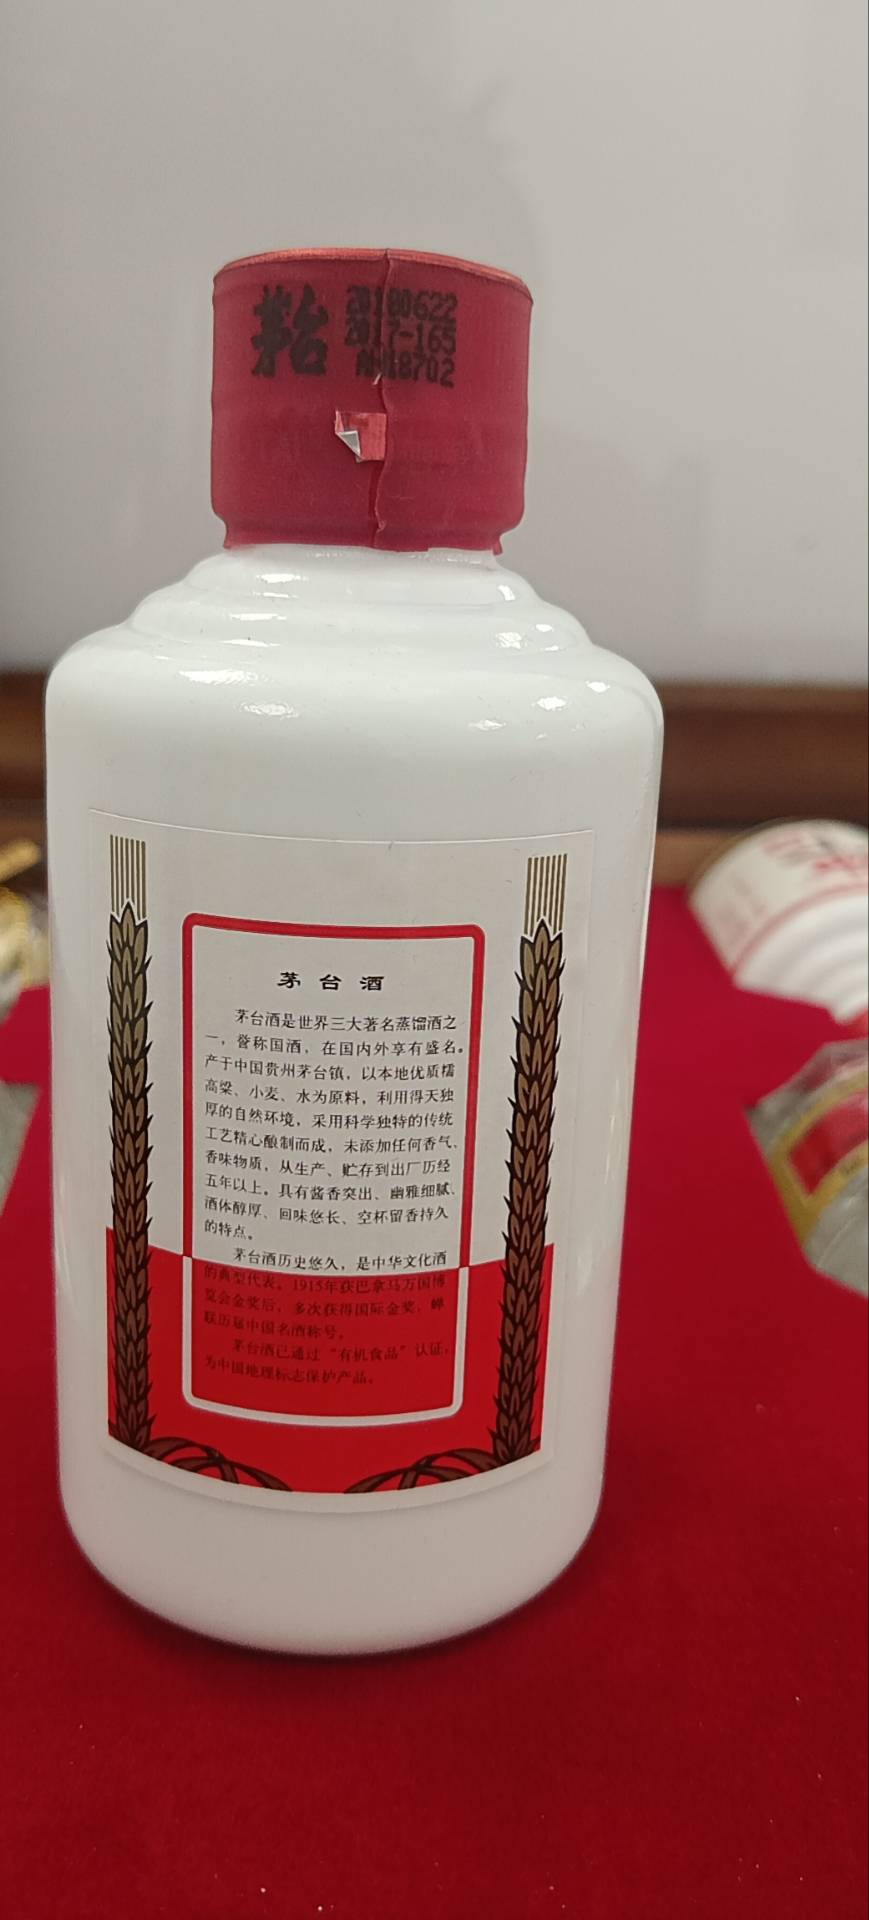 茅台
20180622
2017-165
茅台酒
茅台酒是世界三大著名蒸馏酒之
一，誉称国酒，在国内外享有盛名。
产于中国贵州茅台镇，以本地优质糯
高粱、小麦、水为原料，利用得天独
厚的自然环境，采用科学独特的传统
工艺精心酿制而成，未添加任何香气、
香味物质，从生产、贮存到出厂历经
五年以上。具有酱香突出、幽雅细腻、
酒体醇厚、回味悠长、空杯留香持久
的特点。
茅台酒历史悠久，是中华文化酒
的典型代表。1915年获巴拿马万国博
览会金奖后，多次获得国际金奖，蝉
联历届中国名酒称号。
茅台酒已通过“有机食品”认证，
为中国地理标志保护产品。